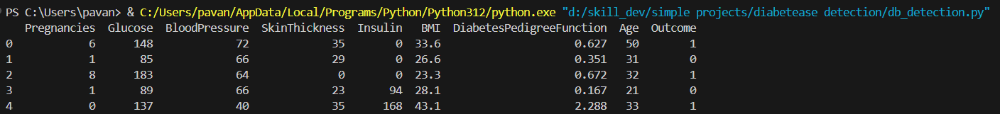 PS C:\Users\pavan> & C:/Users/pavan/AppData/Local/Programs/Python/Python312/python.exe "d:/skill_dev/simple projects/diabetease detection/db_detection.py"
   Pregnancies  Glucose  BloodPressure  SkinThickness  Insulin   BMI  DiabetesPedigreeFunction  Age  Outcome
0            6      148             72             35        0  33.6                     0.627   50        1
1            1       85             66             29        0  26.6                     0.351   31        0
2            8      183             64              0        0  23.3                     0.672   32        1
3            1       89             66             23       94  28.1                     0.167   21        0
4            0      137             40             35      168  43.1                     2.288   33        1